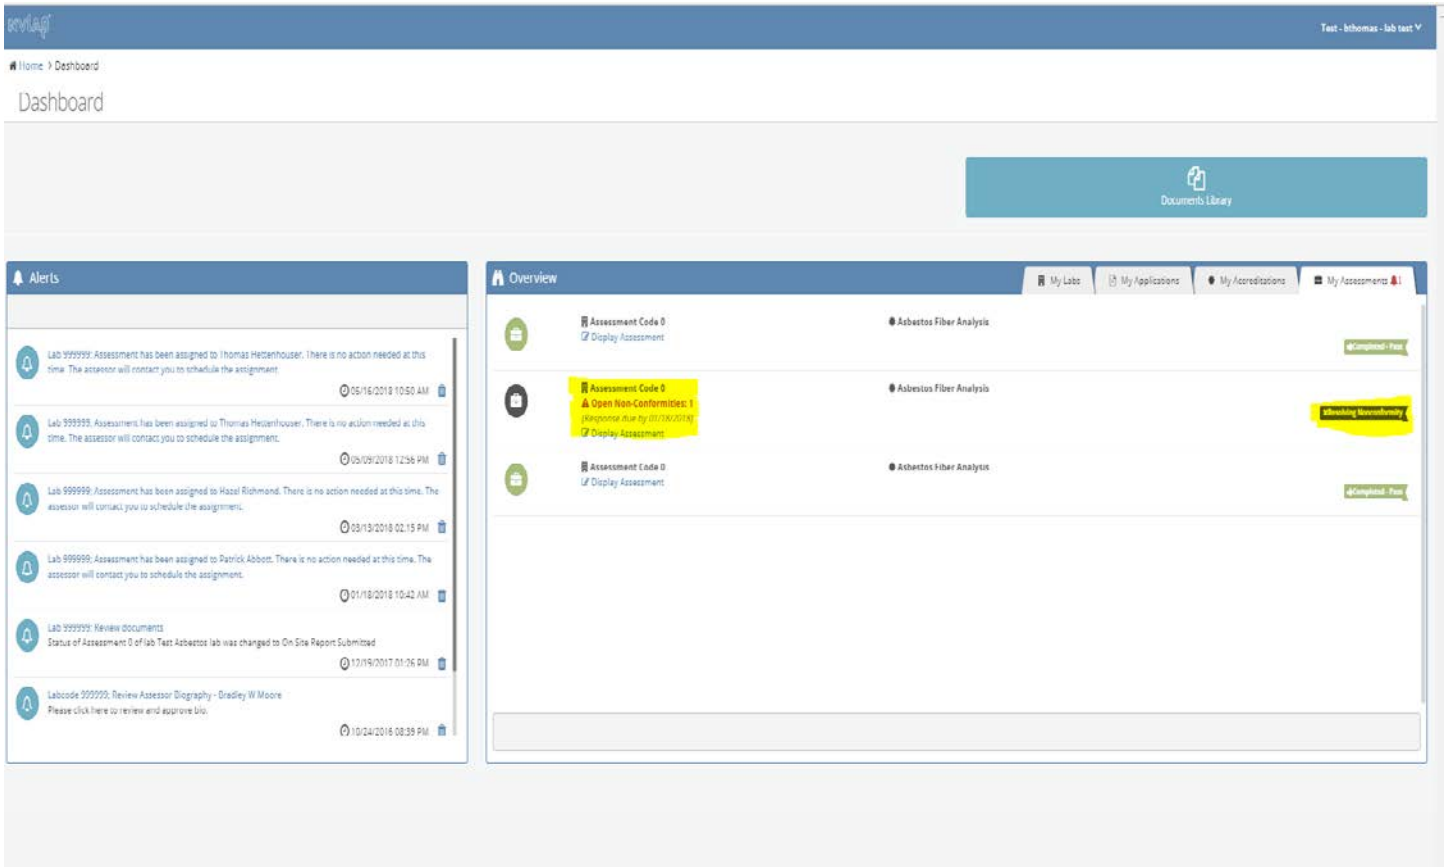 NVLAP
Test - bthomas - lab test
Home > Dashboard
Dashboard
Documents Library
Alerts
Lab 999999: Assessment has been assigned to Thomas Hettenhouser. There is no action needed at this
time. The assessor will contact you to schedule the assignment.
05/16/2018 10:50 AM
Lab 999999: Assessment has been assigned to Thomas Hettenhouser. There is no action needed at this
time. The assessor will contact you to schedule the assignment.
05/09/2018 12:56 PM
Lab 999999: Assessment has been assigned to Hazel Richmond. There is no action needed at this time. The
assessor will contact you to schedule the assignment.
03/13/2018 02:15 PM
Lab 999999: Assessment has been assigned to Patrick Abbott. There is no action needed at this time. The
assessor will contact you to schedule the assignment.
01/18/2018 10:42 AM
Lab 999999: Review documents
Status of Assessment 0 of lab Test Asbestos lab was changed to On Site Report Submitted
12/19/2017 01:26 PM
Labcode 999999: Review Assessor Biography - Bradley W Moore
Please click here to review and approve bio.
10/24/2016 08:39 PM
Overview
My Labs
My Applications
My Accreditations
My Assessments 1
Assessment Code 0
Display Assessment
Asbestos Fiber Analysis
Completed - Pass
Assessment Code 0
Open Non-Conformities: 1
(Response due by 01/18/2018)
Display Assessment
Asbestos Fiber Analysis
Resolving Nonconformity
Assessment Code 0
Display Assessment
Asbestos Fiber Analysis
Completed - Pass